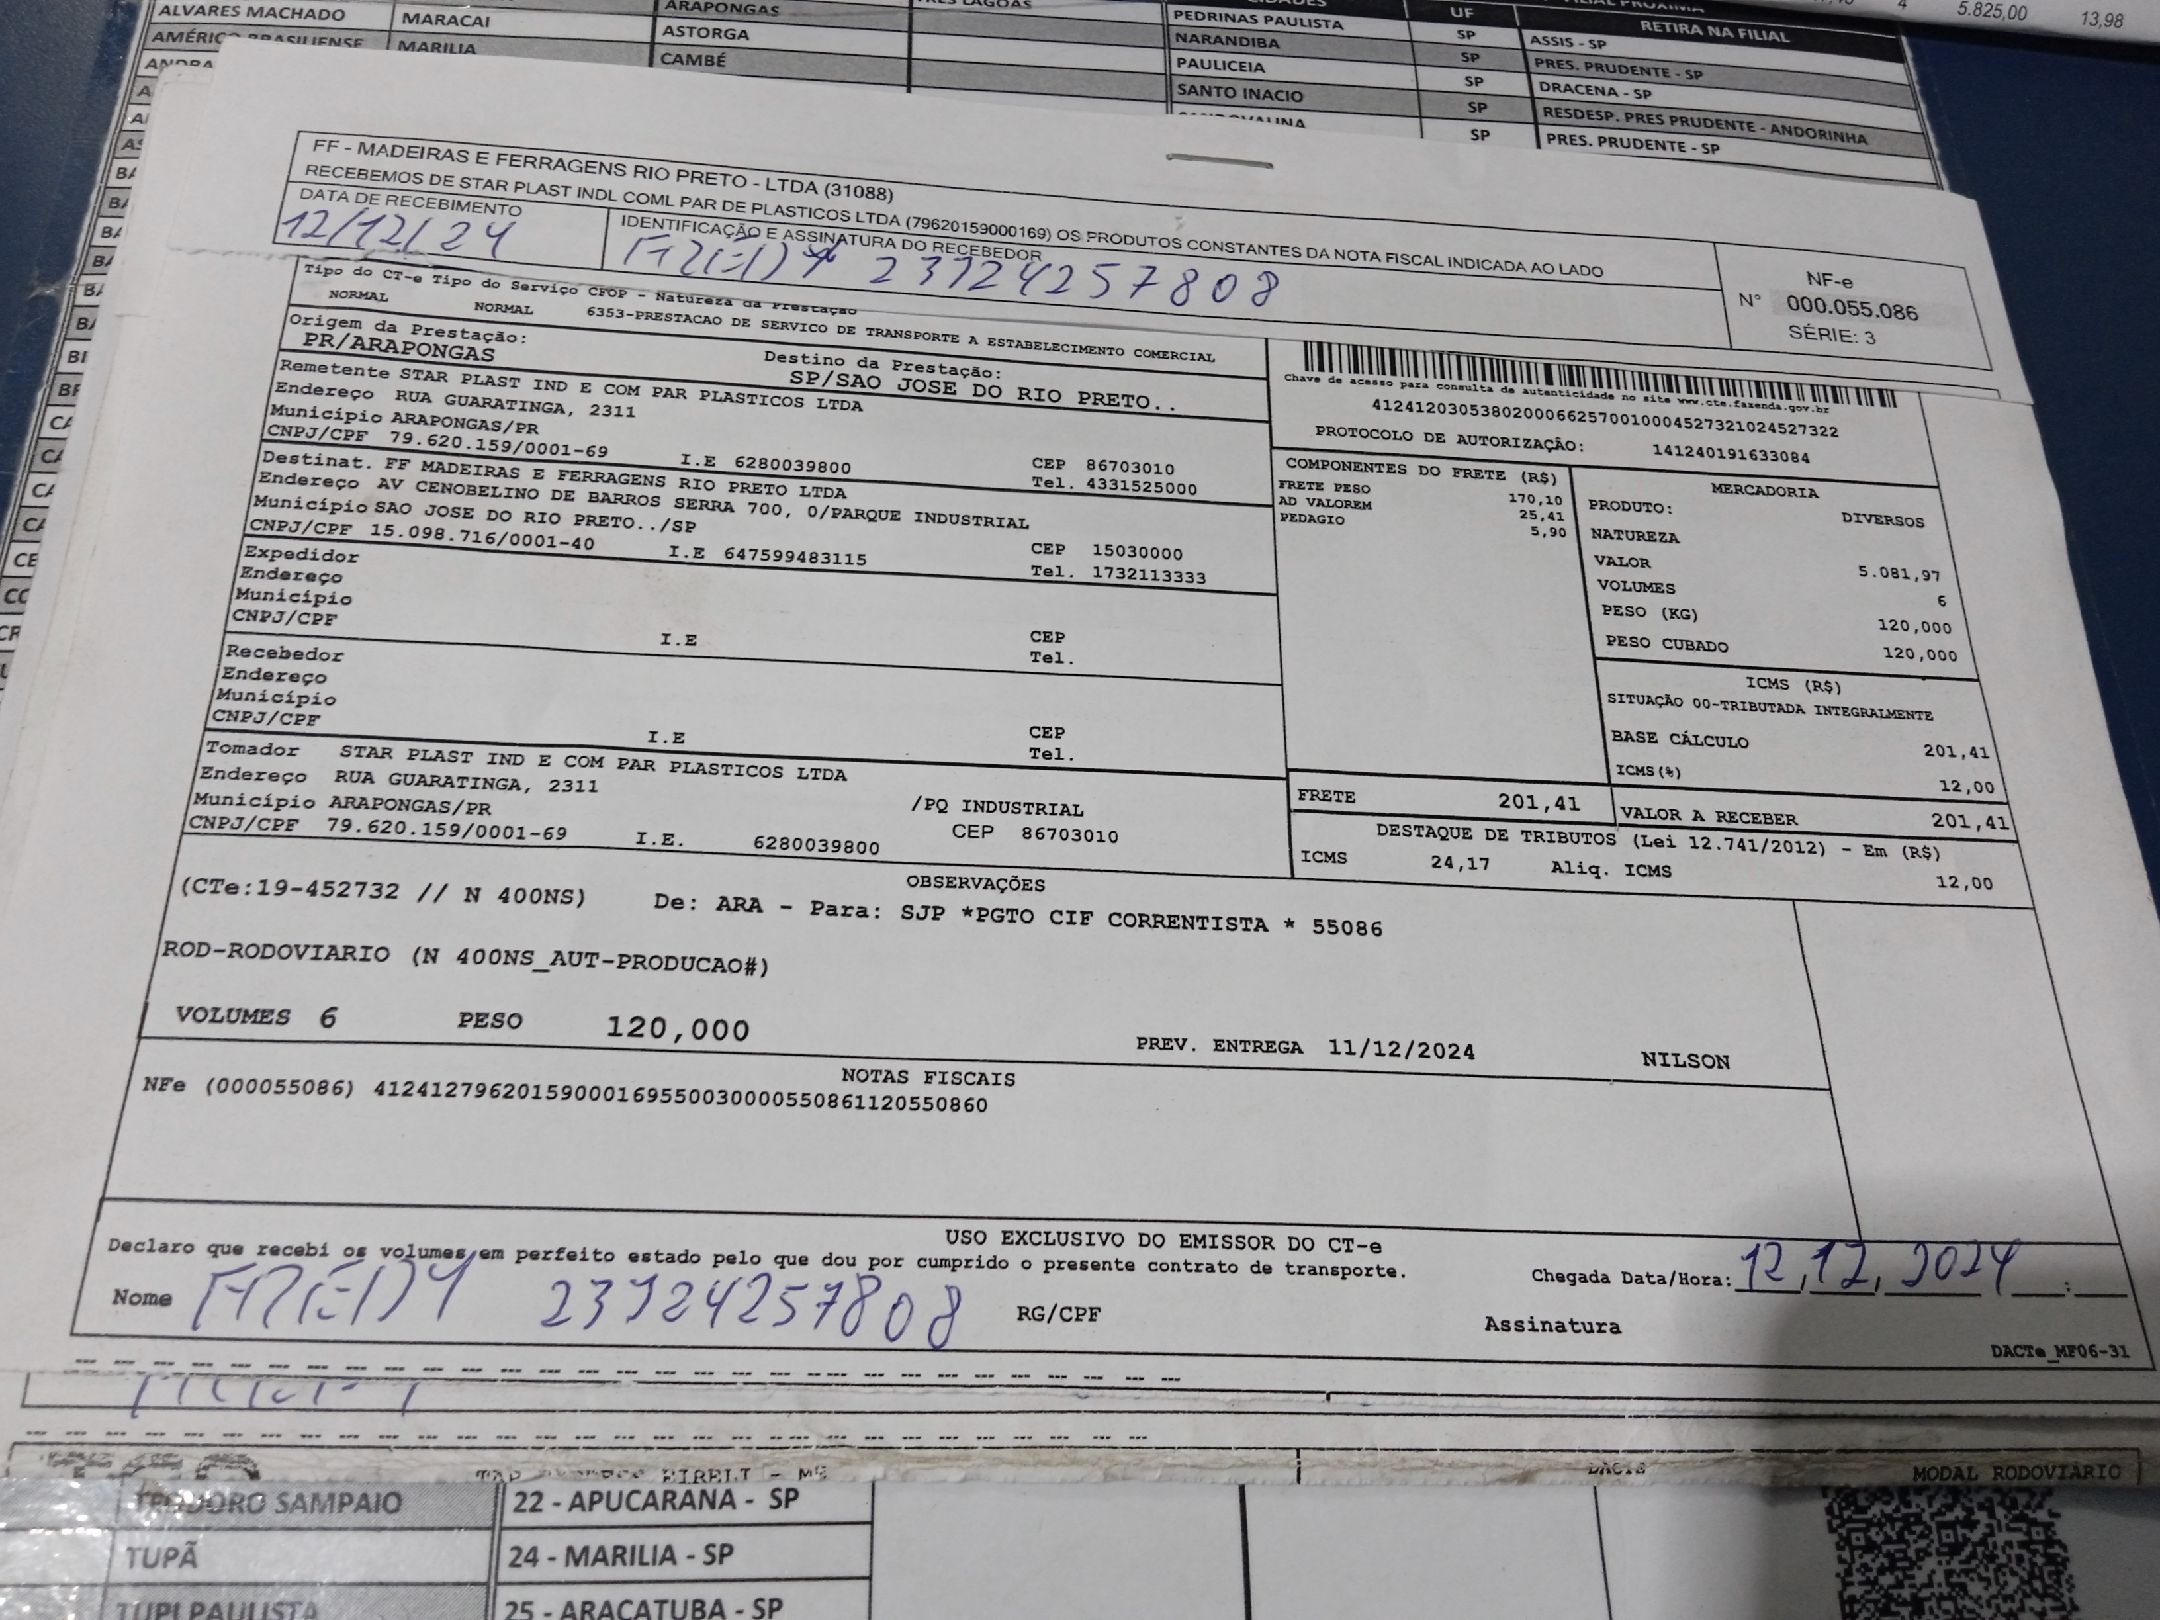 ALVARES MACHADO MARACAI ARAPONGAS PEDRINAS PAULISTA UF 4 5.825,00 13,98
MARILIA ASTORGA NARANDIBA SP ASSIS - SP RETIRA NA FILIAL
CAMBÉ PAULICEIA SP PRES. PRUDENTE - SP
SANTO INACIO SP DRACENA - SP
SP RESDESP. PRES PRUDENTE - ANDORINHA
SP PRES. PRUDENTE - SP
FF - MADEIRAS E FERRAGENS RIO PRETO - LTDA (31088)
RECEBEMOS DE STAR PLAST INDL COML PAR DE PLASTICOS LTDA (79620159000169) OS PRODUTOS CONSTANTES DA NOTA FISCAL INDICADA AO LADO
DATA DE RECEBIMENTO IDENTIFICAÇÃO E ASSINATURA DO RECEBEDOR
12/12/24 FREDY 23724257808
NF-e
N° 000.055.086
SÉRIE: 3
Tipo do CT-e Tipo do Serviço CFOP - Natureza da Prestação
NORMAL NORMAL 6353-PRESTACAO DE SERVICO DE TRANSPORTE A ESTABELECIMENTO COMERCIAL
Origem da Prestação: Destino da Prestação:
PR/ARAPONGAS SP/SAO JOSE DO RIO PRETO..
Remetente STAR PLAST IND E COM PAR PLASTICOS LTDA
Endereço RUA GUARATINGA, 2311
Município ARAPONGAS/PR CEP 86703010
CNPJ/CPF 79.620.159/0001-69 I.E 6280039800 Tel. 4331525000
Destinat. FF MADEIRAS E FERRAGENS RIO PRETO LTDA
Endereço AV CENOBELINO DE BARROS SERRA 700, 0/PARQUE INDUSTRIAL
Município SAO JOSE DO RIO PRETO../SP CEP 15030000
CNPJ/CPF 15.098.716/0001-40 I.E 647599483115 Tel. 1732113333
Expedidor
Endereço
Município CEP
CNPJ/CPF I.E Tel.
Recebedor
Endereço
Município CEP
CNPJ/CPF I.E Tel.
Tomador STAR PLAST IND E COM PAR PLASTICOS LTDA
Endereço RUA GUARATINGA, 2311 /PQ INDUSTRIAL
Município ARAPONGAS/PR CEP 86703010
CNPJ/CPF 79.620.159/0001-69 I.E. 6280039800
Chave de acesso para consulta de autenticidade no site www.cte.fazenda.gov.br
41241203053802000662570010004527321024527322
PROTOCOLO DE AUTORIZAÇÃO: 141240191633084
COMPONENTES DO FRETE (R$)
FRETE PESO 170,10
AD VALOREM 25,41
PEDAGIO 5,90
MERCADORIA
PRODUTO: DIVERSOS
NATUREZA
VALOR 5.081,97
VOLUMES 6
PESO (KG) 120,000
PESO CUBADO 120,000
ICMS (R$)
SITUAÇÃO 00-TRIBUTADA INTEGRALMENTE
BASE CÁLCULO 201,41
ICMS(%) 12,00
FRETE 201,41 VALOR A RECEBER 201,41
DESTAQUE DE TRIBUTOS (Lei 12.741/2012) - Em (R$)
ICMS 24,17 Aliq. ICMS 12,00
OBSERVAÇÕES
(CTe:19-452732 // N 400NS) De: ARA - Para: SJP *PGTO CIF CORRENTISTA * 55086
ROD-RODOVIARIO (N 400NS_AUT-PRODUCAO#)
VOLUMES 6 PESO 120,000 PREV. ENTREGA 11/12/2024 NILSON
NOTAS FISCAIS
NFe (000055086) 41241279620159000169550030000550861120550860
USO EXCLUSIVO DO EMISSOR DO CT-e
Declaro que recebi os volumes em perfeito estado pelo que dou por cumprido o presente contrato de transporte.
Chegada Data/Hora: 12, 12, 2024
Nome FREDY 23724257808 RG/CPF Assinatura
DACTe_MF06-31
MODAL RODOVIARIO
TEODORO SAMPAIO 22 - APUCARANA - SP
TUPÃ 24 - MARILIA - SP
TUPI PAULISTA 25 - ARACATUBA - SP